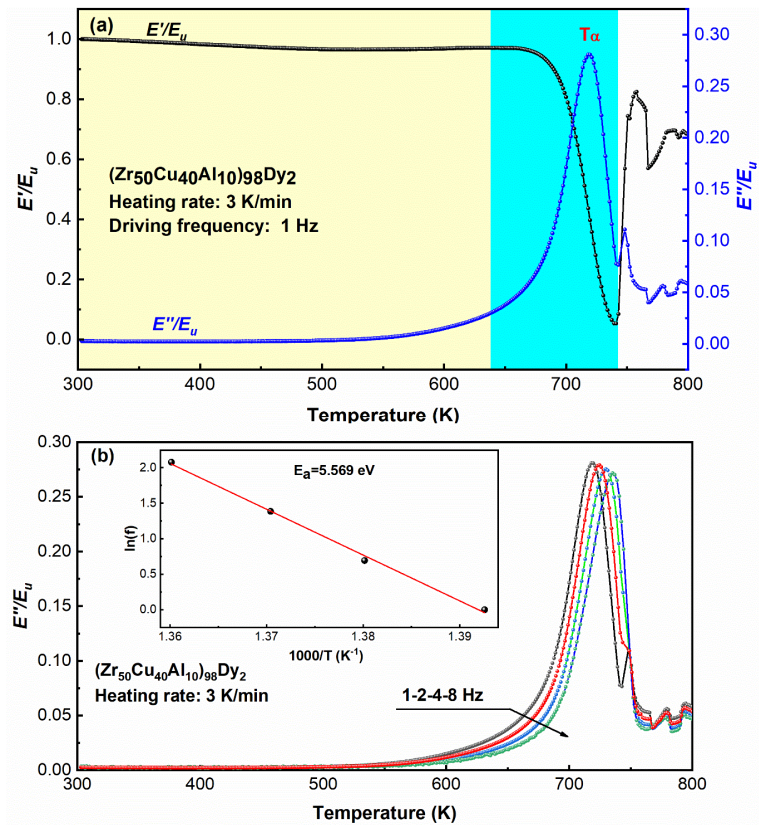 (a)
E'/Eu
Tα
(Zr50Cu40Al10)98Dy2
Heating rate: 3 K/min
Driving frequency: 1 Hz
E''/Eu
E'/Eu
1.0
0.8
0.6
0.4
0.2
0.0
E''/Eu
0.30
0.25
0.20
0.15
0.10
0.05
0.00
300 400 500 600 700 800
Temperature (K)
(b)
Ea=5.569 eV
ln(f)
2.0
1.5
1.0
0.5
0.0
1.36 1.37 1.38 1.39
1000/T (K-1)
(Zr50Cu40Al10)98Dy2
Heating rate: 3 K/min
1-2-4-8 Hz
E''/Eu
0.30
0.25
0.20
0.15
0.10
0.05
0.00
300 400 500 600 700 800
Temperature (K)